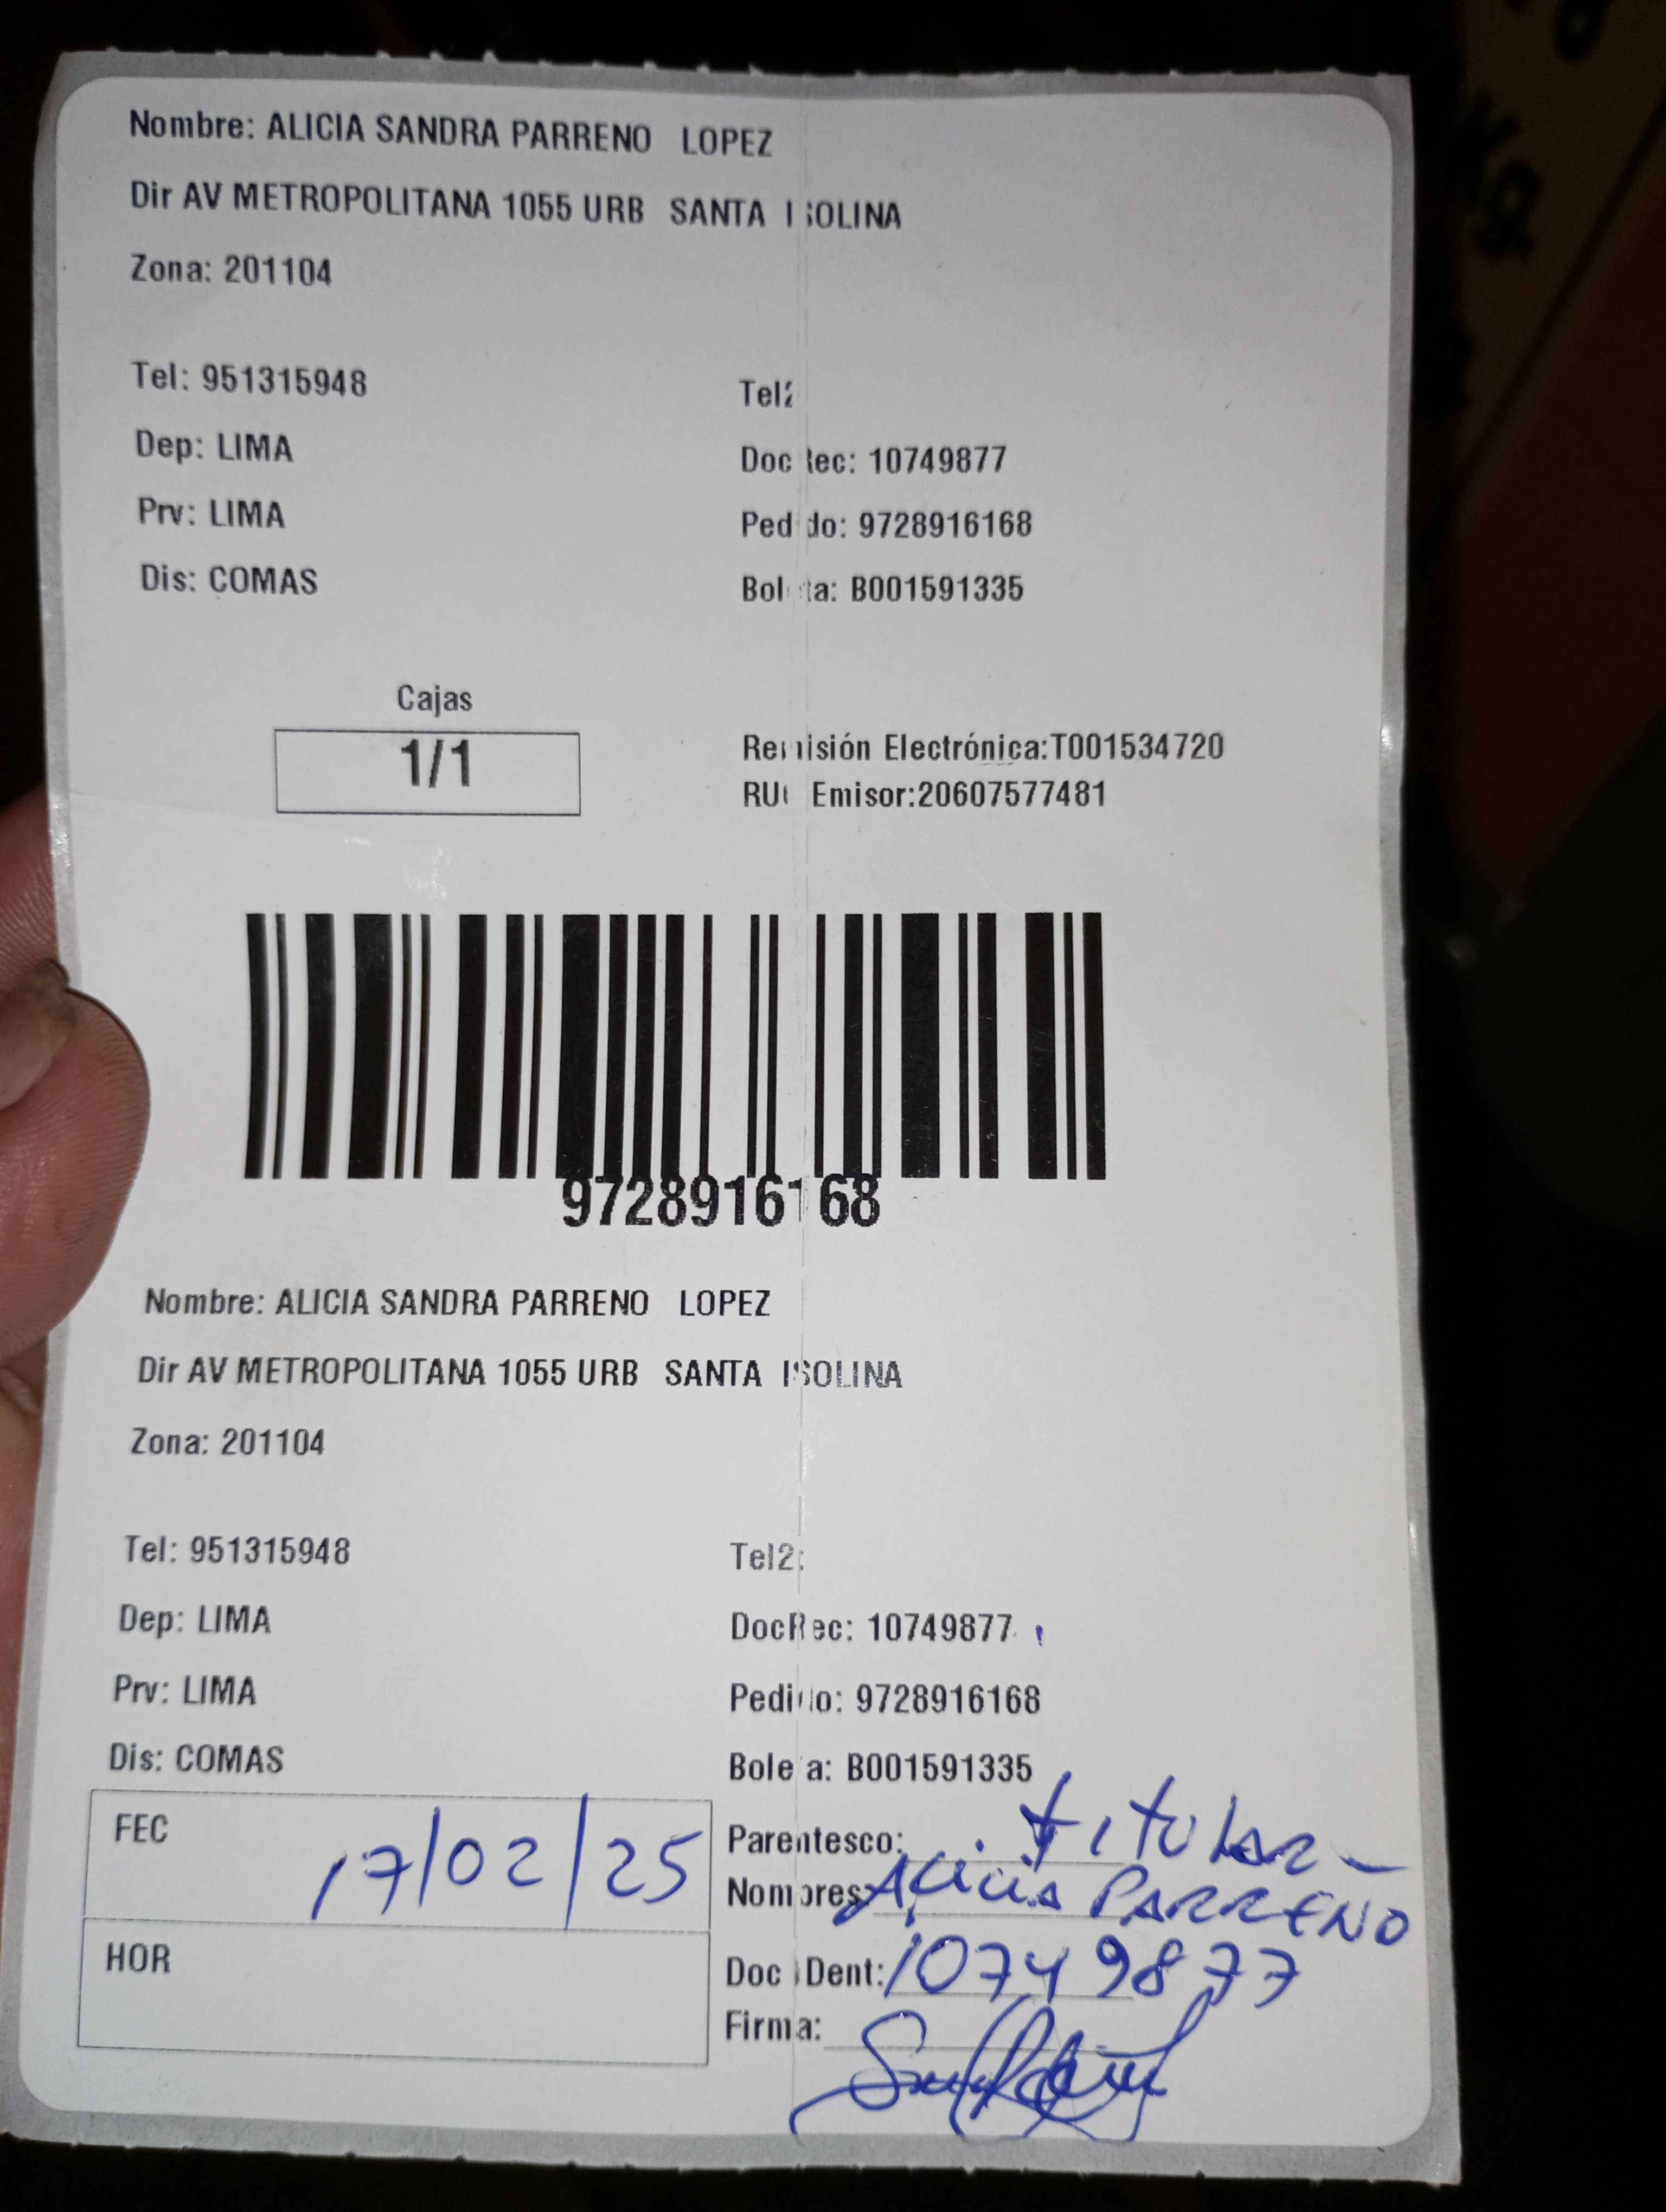 Nombre: ALICIA SANDRA PARRENO LOPEZ
Dir AV METROPOLITANA 1055 URB SANTA ISOLINA
Zona: 201104
Tel: 951315948 Tel2
Dep: LIMA DocRec: 10749877
Prv: LIMA Pedido: 9728916168
Dis: COMAS Boleta: B001591335
Cajas
1/1
Remisión Electrónica:T001534720
RUC Emisor:20607577481
9728916168
Nombre: ALICIA SANDRA PARRENO LOPEZ
Dir AV METROPOLITANA 1055 URB SANTA ISOLINA
Zona: 201104
Tel: 951315948 Tel2:
Dep: LIMA DocRec: 10749877
Prv: LIMA Pedido: 9728916168
Dis: COMAS Boleta: B001591335
FEC 17/02/25
Parentesco: titular
Nombres: Alicia PARRENO
HOR
Doc Dent: 10749877
Firma: